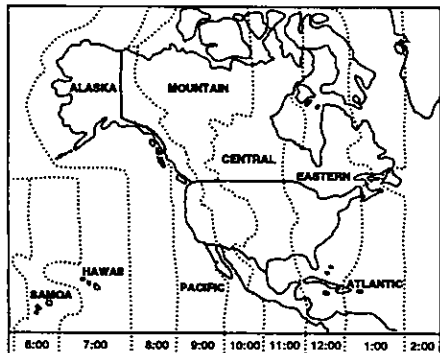 ALASKA MOUNTAIN
CENTRAL
EASTERN
HAWAII
SAMOA PACIFIC ATLANTIC
6:00 7:00 8:00 9:00 10:00 11:00 12:00 1:00 2:00